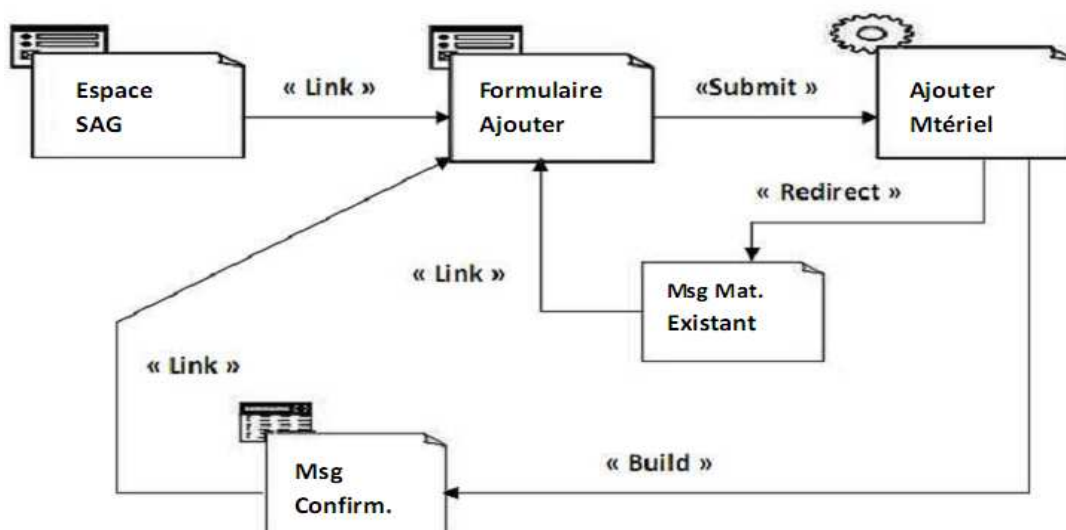 Espace
SAG
« Link »
Formulaire
Ajouter
«Submit »
Ajouter
Mtériel
« Redirect »
« Link »
Msg Mat.
Existant
« Link »
Msg
Confirm.
« Build »